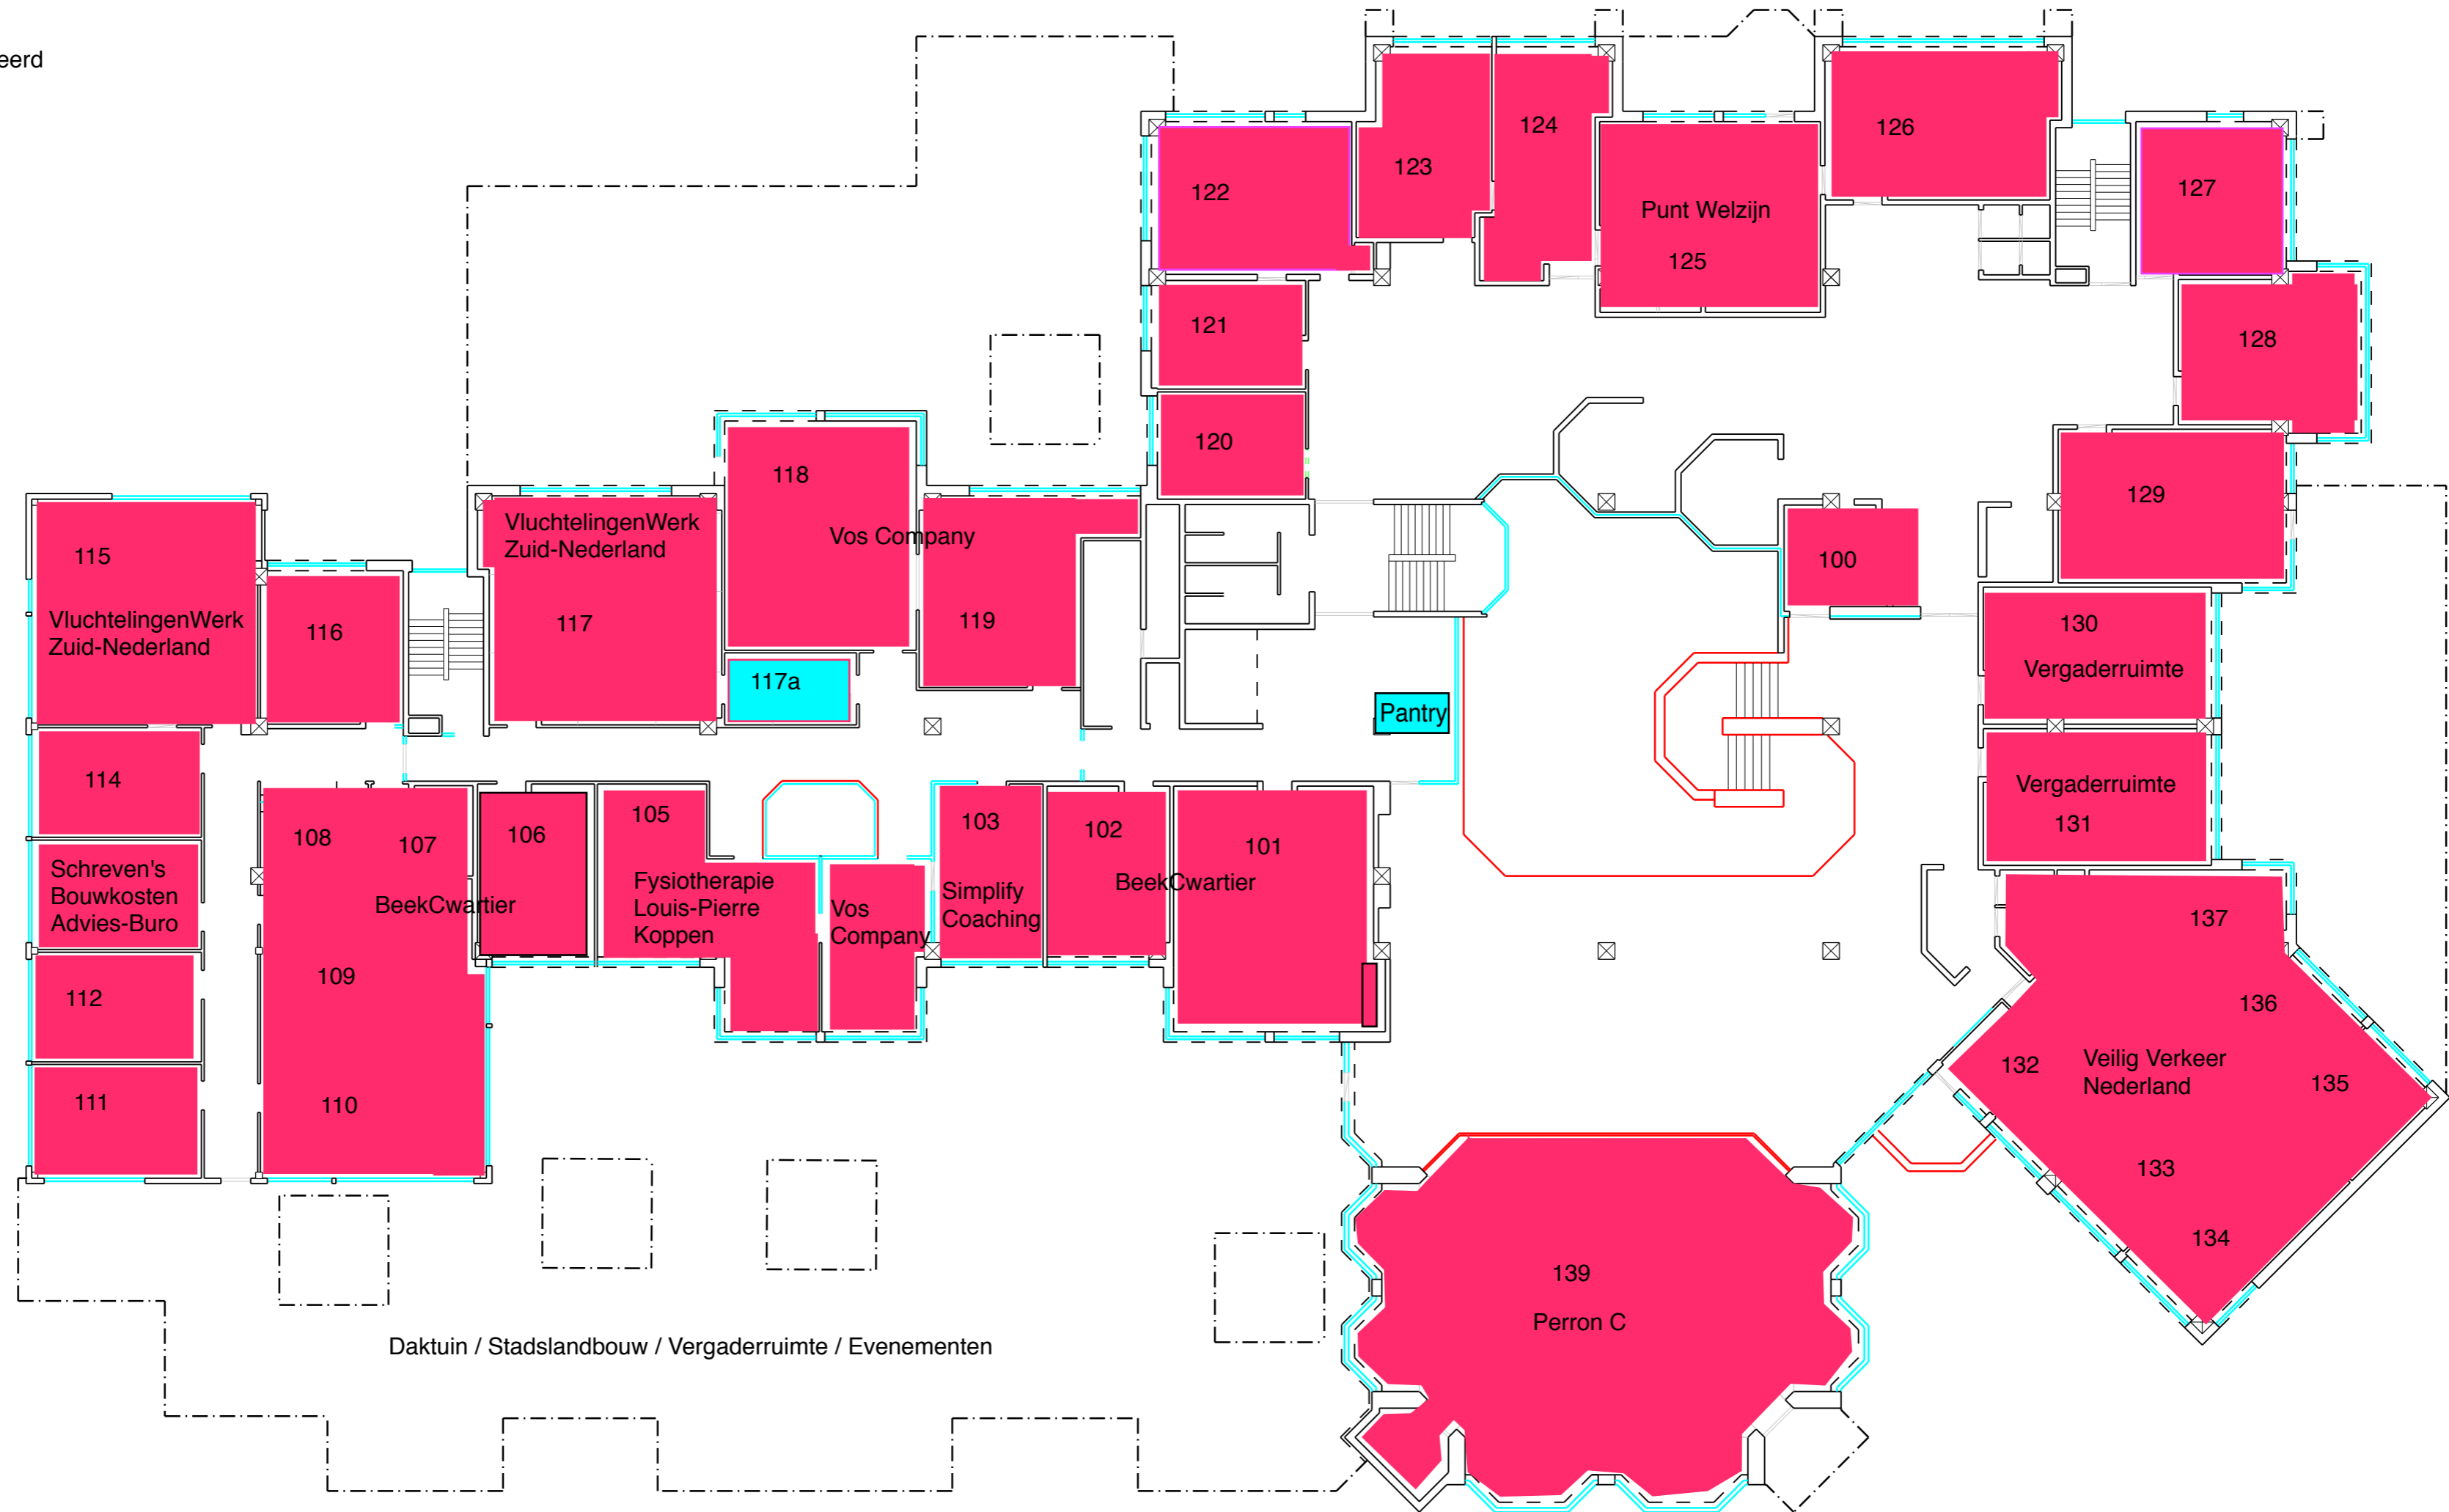 eerd
124
126
123
127
122
Punt Welzijn
125
121
128
120
118
129
VluchtelingenWerk
Zuid-Nederland
Vos Company
115
100
VluchtelingenWerk
Zuid-Nederland
116
117
119
130
Vergaderruimte
117a
Pantry
114
Vergaderruimte
131
108
107
106
105
103
102
101
Schreven's
Bouwkosten
Advies-Buro
BeekCwartier
Fysiotherapie
Louis-Pierre
Koppen
Vos
Company
Simplify
Coaching
BeekCwartier
137
112
109
136
111
110
132
Veilig Verkeer
Nederland
135
133
134
139
Perron C
Daktuin / Stadslandbouw / Vergaderruimte / Evenementen